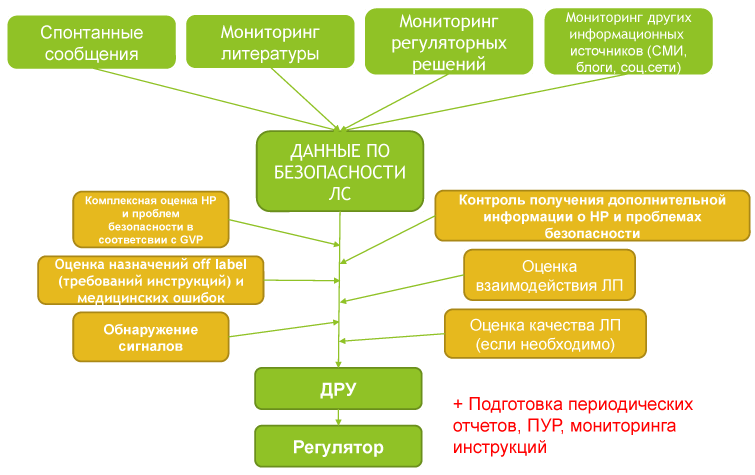 Спонтанные
сообщения
Мониторинг
литературы
Мониторинг
регуляторных
решений
Мониторинг других
информационных
источников (СМИ,
блоги, соц.сети)
ДАННЫЕ ПО
БЕЗОПАСНОСТИ
ЛС
Комплексная оценка НР
и проблем
безопасности в
соответсвии с GVP
Контроль получения дополнительной
информации о НР и проблемах
безопасности
Оценка назначений off label
(требований инструкций) и
медицинских ошибок
Оценка
взаимодействия ЛП
Обнаружение
сигналов
Оценка качества ЛП
(если необходимо)
ДРУ
Регулятор
+ Подготовка периодических
отчетов, ПУР, мониторинга
инструкций